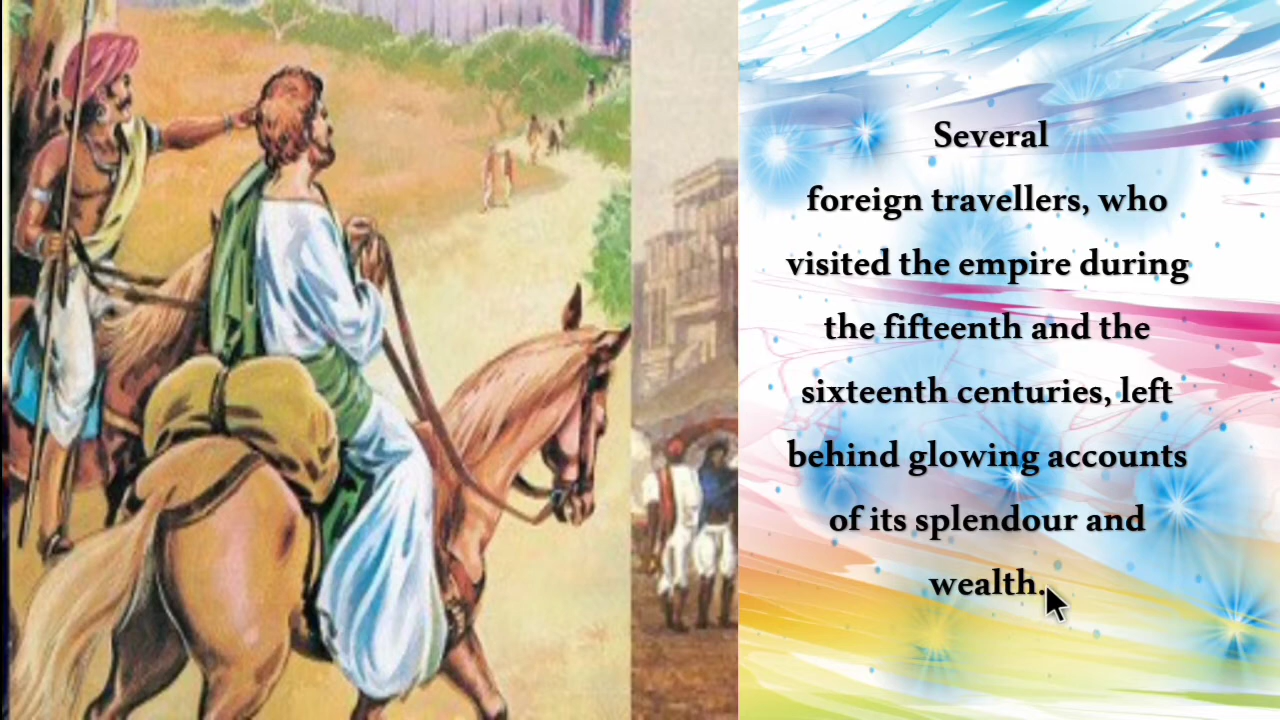 Several
foreign travellers, who
visited the empire during
the fifteenth and the
sixteenth centuries, left
behind glowing accounts
of its splendour and
wealth.